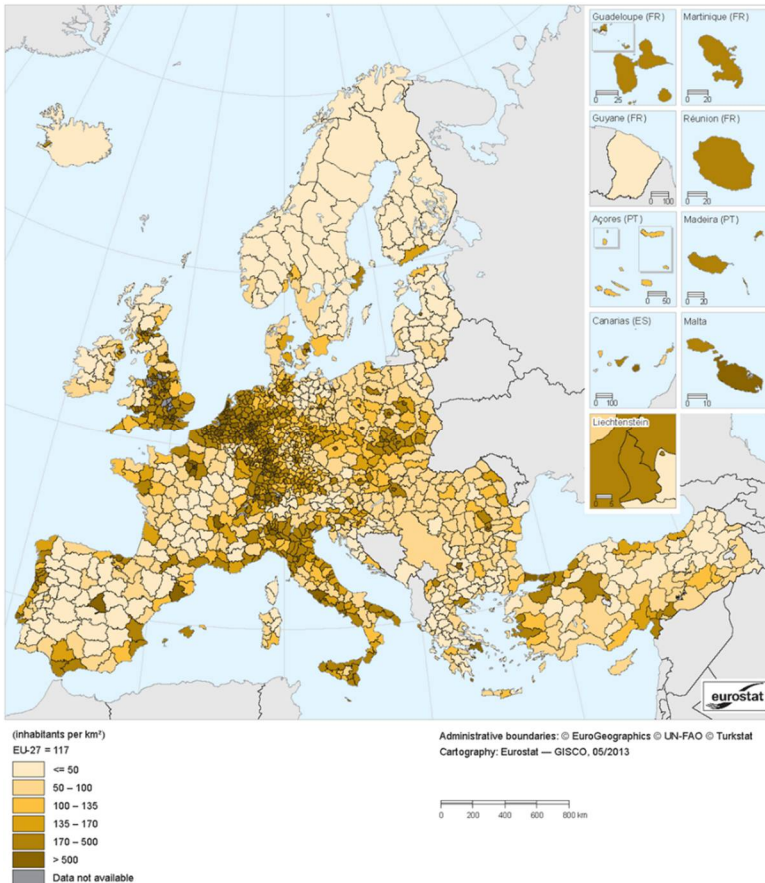 Guadeloupe (FR)
0 25
Martinique (FR)
0 20
Guyane (FR)
0 100
Réunion (FR)
0 20
Açores (PT)
0 50
Madeira (PT)
0 20
Canarias (ES)
0 100
Malta
0 10
Liechtenstein
0 5
eurostat
(inhabitants per km²)
EU-27 = 117
<= 50
50 – 100
100 – 135
135 – 170
170 – 500
> 500
Data not available
Administrative boundaries: © EuroGeographics © UN-FAO © Turkstat
Cartography: Eurostat — GISCO, 05/2013
0 200 400 600 800 km